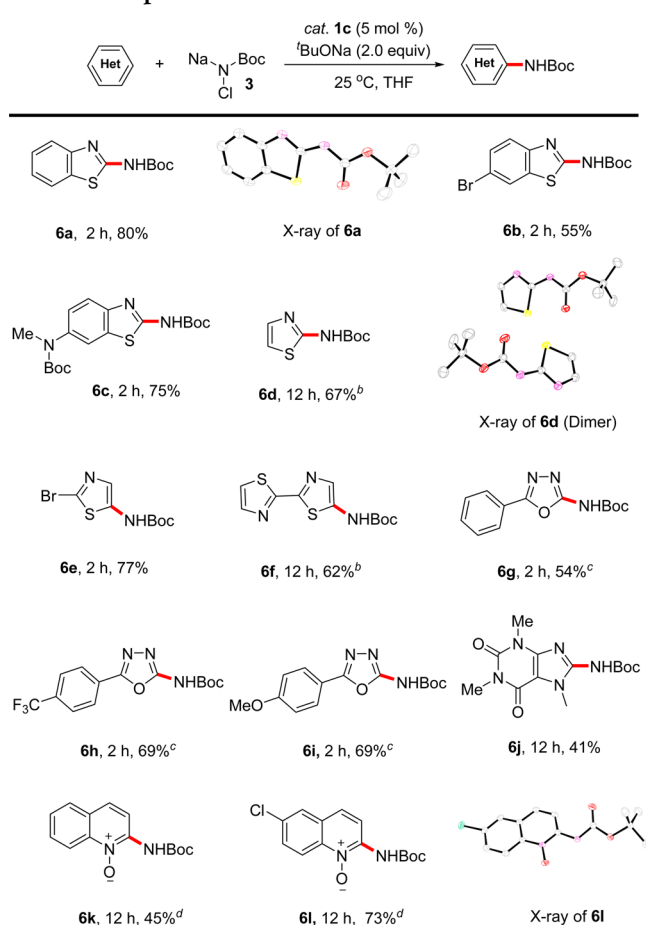 cat. 1c (5 mol %)
Het + Na N Boc Cl 3 ᵗBuONa (2.0 equiv) Het NHBoc
25 °C, THF
N S NHBoc
Br N S NHBoc
6a, 2 h, 80% X-ray of 6a 6b, 2 h, 55%
Me N Boc N S NHBoc
N S NHBoc
6c, 2 h, 75% 6d, 12 h, 67%ᵇ X-ray of 6d (Dimer)
Br N S NHBoc
S N N S NHBoc
N N O NHBoc
6e, 2 h, 77% 6f, 12 h, 62%ᵇ 6g, 2 h, 54%ᶜ
F₃C N N O NHBoc
MeO N N O NHBoc
Me O N N Me O N N NHBoc
6h, 2 h, 69%ᶜ 6i, 2 h, 69%ᶜ 6j, 12 h, 41%
N + O − NHBoc
Cl N + O − NHBoc
6k, 12 h, 45%ᵈ 6l, 12 h, 73%ᵈ X-ray of 6l